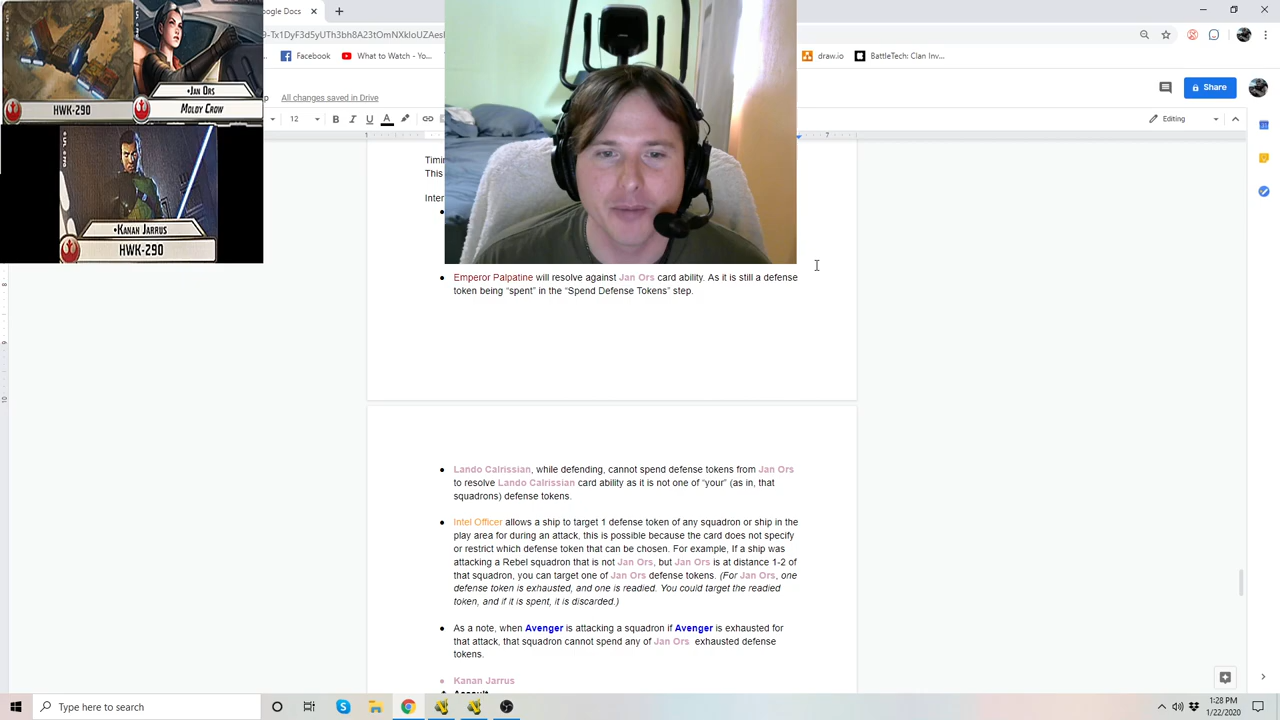 ogle Docs
9-Tx1DyF3d5yUTh3bh8A23tOmNXkIoUZAesl
Facebook
What to Watch - Yo...
draw.io
BattleTech: Clan Inv...
HWK-290
•Jan Ors
Moldy Crow
•Kanan Jarrus
HWK-290
All changes saved in Drive
Share
12
B I U A
Editing
Timin
This
Inter
Emperor Palpatine will resolve against Jan Ors card ability. As it is still a defense
token being “spent” in the “Spend Defense Tokens” step.
Lando Calrissian, while defending, cannot spend defense tokens from Jan Ors
to resolve Lando Calrissian card ability as it is not one of “your” (as in, that
squadrons) defense tokens.
Intel Officer allows a ship to target 1 defense token of any squadron or ship in the
play area for during an attack, this is possible because the card does not specify
or restrict which defense token that can be chosen. For example, If a ship was
attacking a Rebel squadron that is not Jan Ors, but Jan Ors is at distance 1-2 of
that squadron, you can target one of Jan Ors defense tokens. (For Jan Ors, one
defense token is exhausted, and one is readied. You could target the readied
token, and if it is spent, it is discarded.)
As a note, when Avenger is attacking a squadron if Avenger is exhausted for
that attack, that squadron cannot spend any of Jan Ors exhausted defense
tokens.
Kanan Jarrus
Assault
Type here to search
1:28 PM
1/22/2020